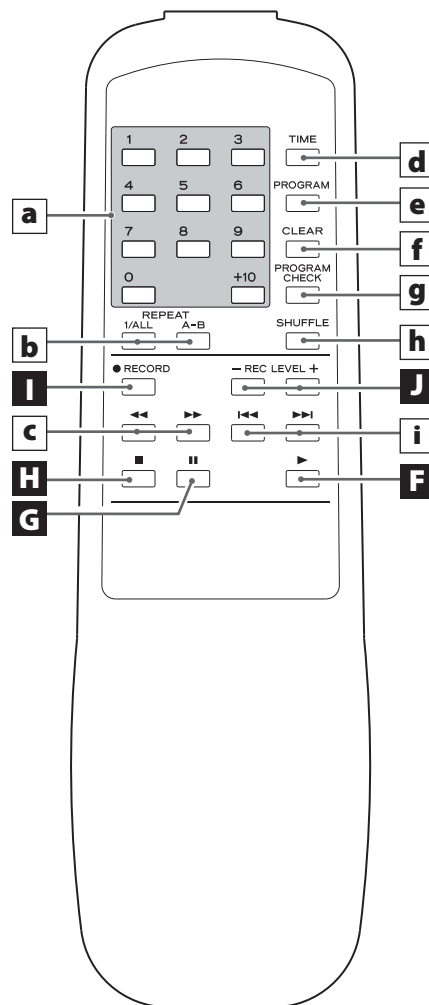 1 2 3 TIME
d
4 5 6 PROGRAM
a
e
7 8 9 CLEAR
f
0 +10 PROGRAM CHECK
g
REPEAT
1/ALL A-B SHUFFLE
b
h
● RECORD − REC LEVEL +
I
J
◀◀ ▶▶ I◀◀ ▶▶I
c
i
■ II ▶
H
F
G